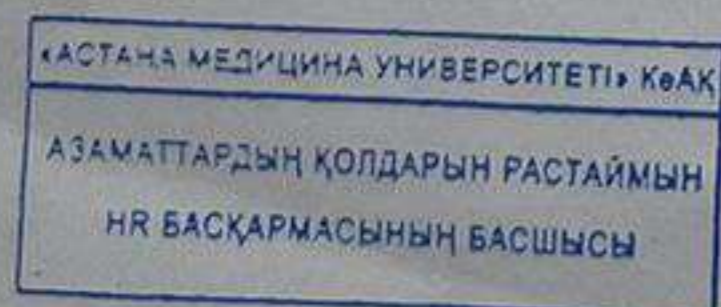 «АСТАНА МЕДИЦИНА УНИВЕРСИТЕТІ» КеАҚ
АЗАМАТТАРДЫҢ ҚОЛДАРЫН РАСТАЙМЫН
HR БАСҚАРМАСЫНЫҢ БАСШЫСЫ